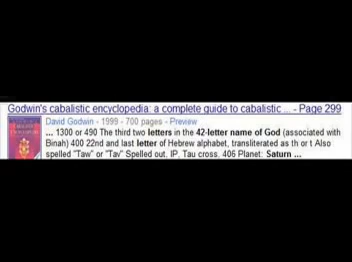 Godwin's cabalistic encyclopedia: a complete guide to cabalistic ... - Page 299
David Godwin - 1999 - 700 pages - Preview
... 1300 or 490 The third two letters in the 42-letter name of God (associated with
Binah) 400 22nd and last letter of Hebrew alphabet, transliterated as th or t Also
spelled "Taw" or "Tav" Spelled out, IP, Tau cross, 406 Planet: Saturn ...